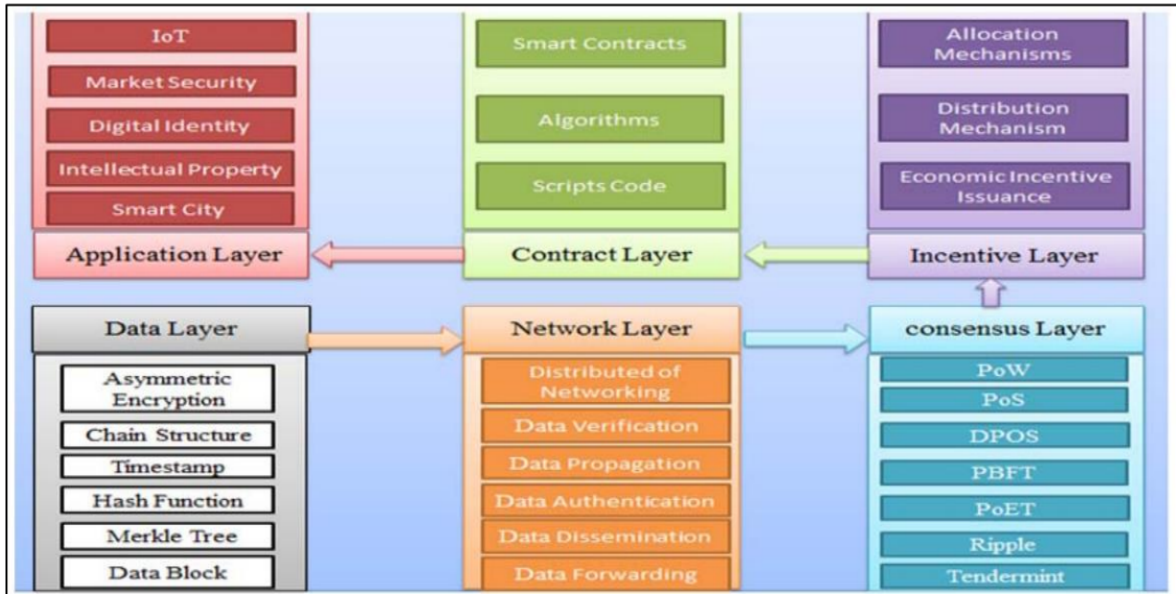 IoT
Market Security
Digital Identity
Intellectual Property
Smart City
Application Layer
Smart Contracts
Algorithms
Scripts Code
Contract Layer
Allocation
Mechanisms
Distribution
Mechanism
Economic Incentive
Issuance
Incentive Layer
Data Layer
Asymmetric
Encryption
Chain Structure
Timestamp
Hash Function
Merkle Tree
Data Block
Network Layer
Distributed of
Networking
Data Verification
Data Propagation
Data Authentication
Data Dissemination
Data Forwarding
consensus Layer
PoW
PoS
DPOS
PBFT
PoET
Ripple
Tendermint